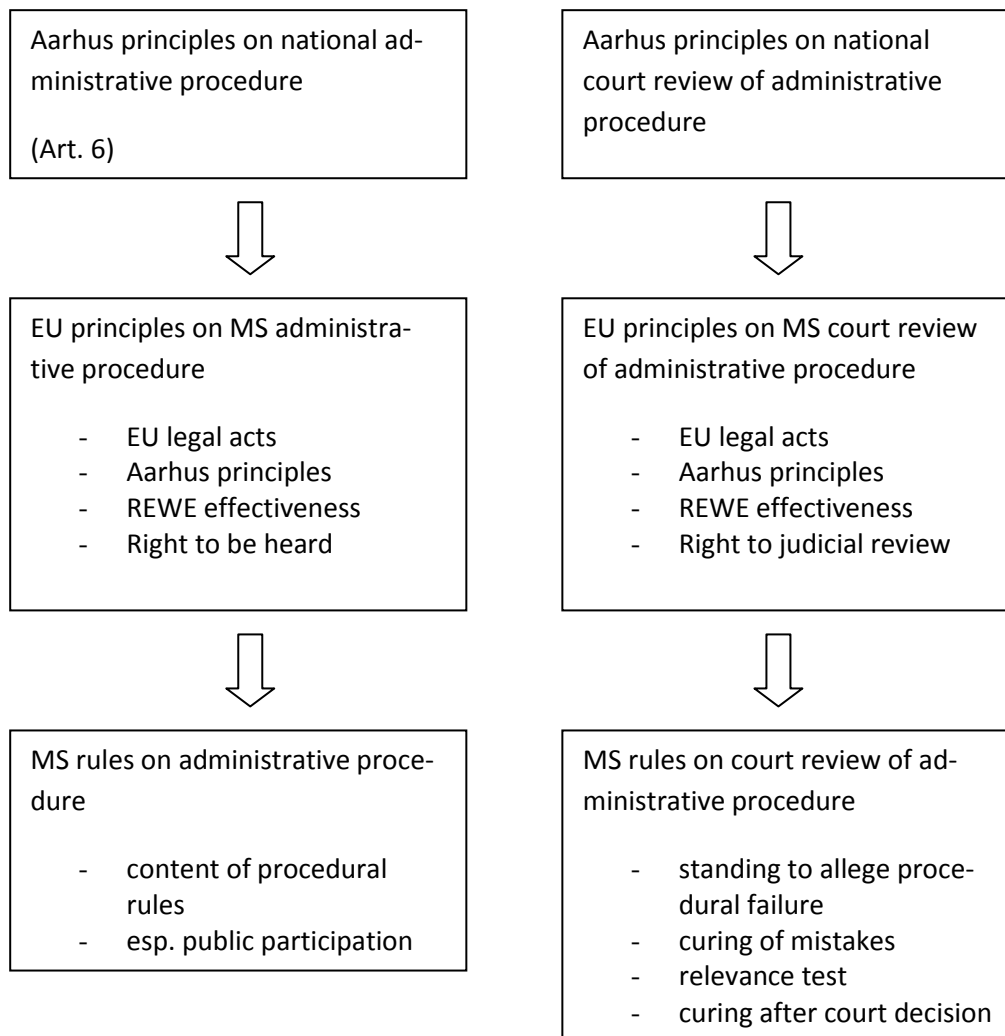 Aarhus principles on national ad-
ministrative procedure
(Art. 6)
Aarhus principles on national
court review of administrative
procedure
EU principles on MS administra-
tive procedure
- EU legal acts
- Aarhus principles
- REWE effectiveness
- Right to be heard
EU principles on MS court review
of administrative procedure
- EU legal acts
- Aarhus principles
- REWE effectiveness
- Right to judicial review
MS rules on administrative proce-
dure
- content of procedural
rules
- esp. public participation
MS rules on court review of ad-
ministrative procedure
- standing to allege proce-
dural failure
- curing of mistakes
- relevance test
- curing after court decision